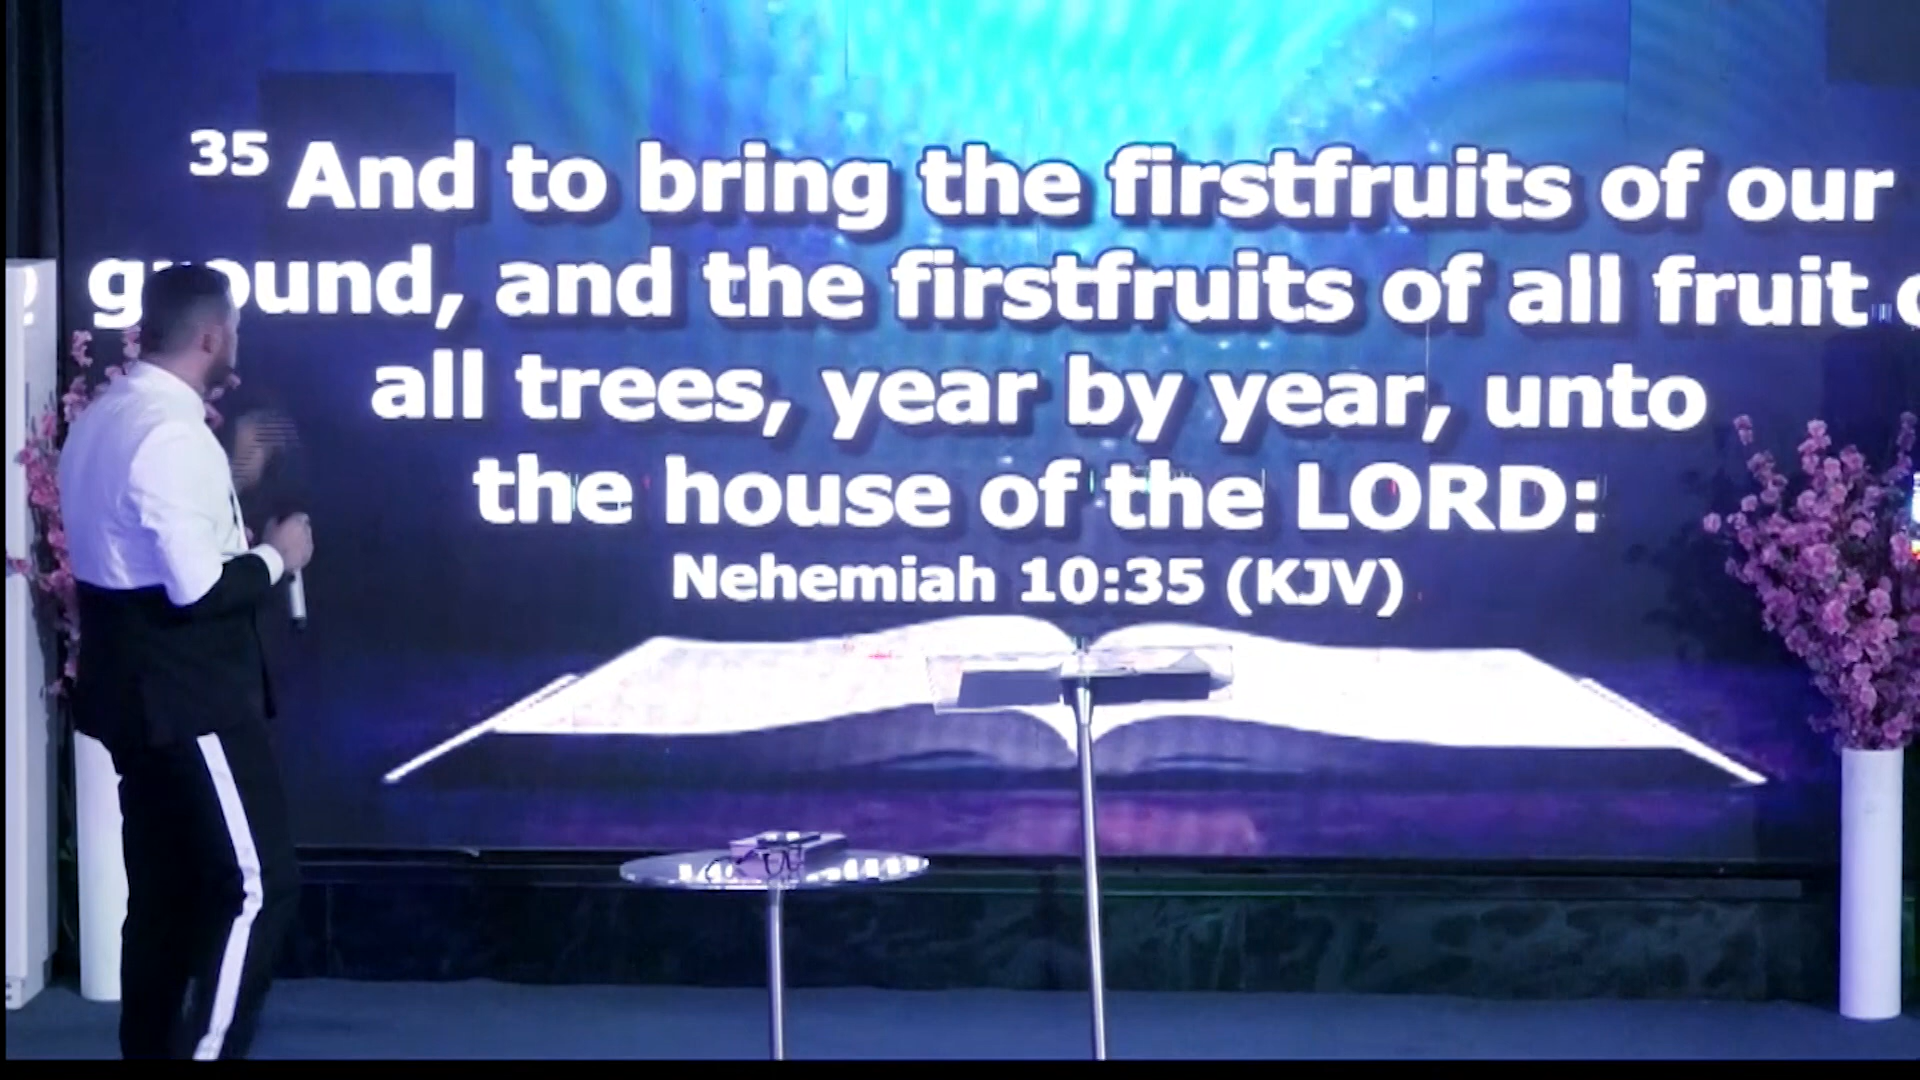 35 And to bring the firstfruits of our
ground, and the firstfruits of all fruit
all trees, year by year, unto
the house of the LORD:
Nehemiah 10:35 (KJV)